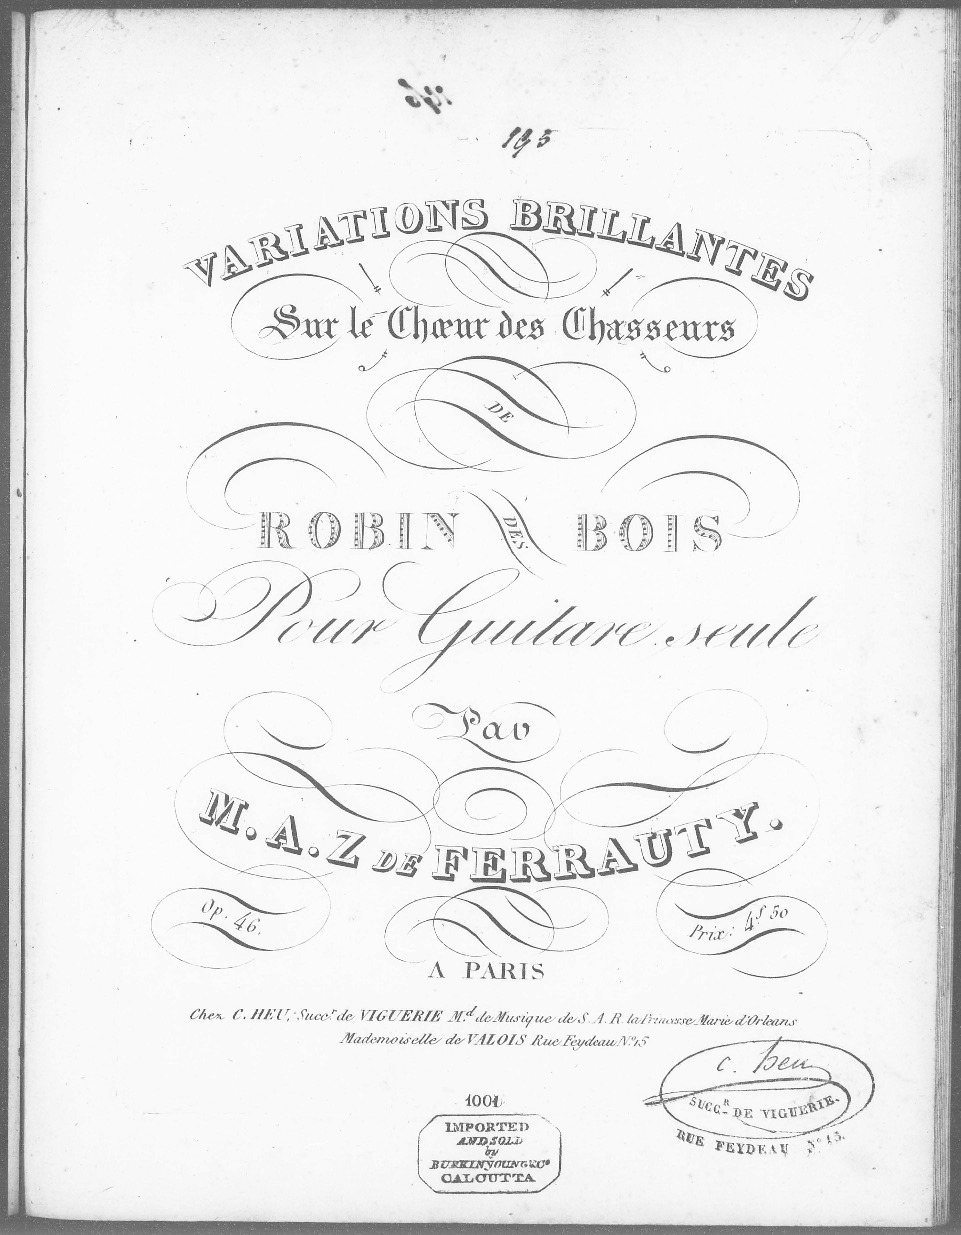 195
VARIATIONS BRILLANTES
Sur le Chœur des Chasseurs
DE
ROBIN DES BOIS
Pour Guitare seule
Par
M. A. Z DE FERRAUTY.
Op. 46.
Prix: 4f 50
A PARIS
Chez C. HEU, Succr de VIGUERIE Md de Musique de S. A. R. la Princesse Marie d'Orleans
Mademoiselle de VALOIS Rue Feydeau No 15
1001
C. Heu
SUCCR DE VIGUERIE.
RUE FEYDEAU No 15.
IMPORTED
AND SOLD
by
BURKINYOUNG & Co
CALCUTTA